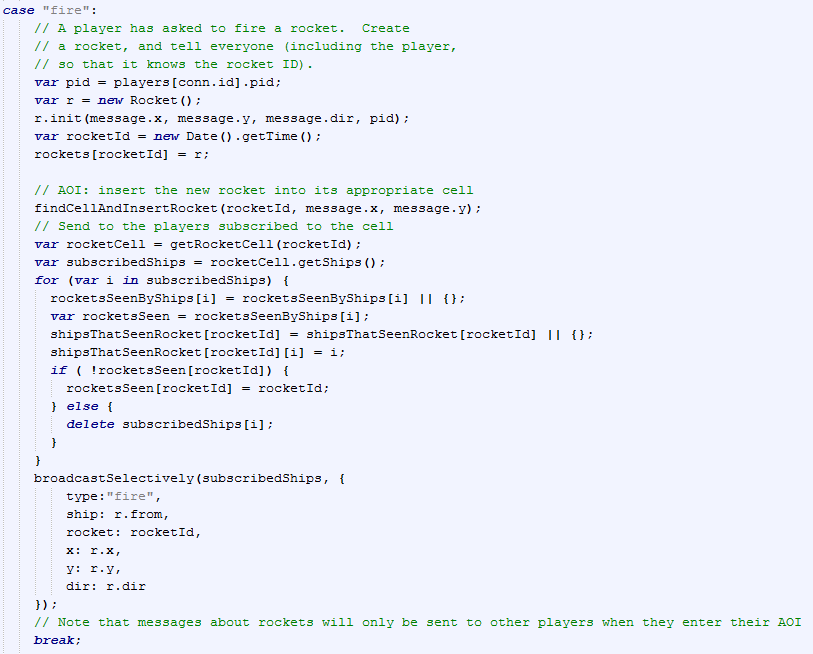 case "fire":
    // A player has asked to fire a rocket.  Create
    // a rocket, and tell everyone (including the player,
    // so that it knows the rocket ID).
    var pid = players[conn.id].pid;
    var r = new Rocket();
    r.init(message.x, message.y, message.dir, pid);
    var rocketId = new Date().getTime();
    rockets[rocketId] = r;

    // AOI: insert the new rocket into its appropriate cell
    findCellAndInsertRocket(rocketId, message.x, message.y);
    // Send to the players subscribed to the cell
    var rocketCell = getRocketCell(rocketId);
    var subscribedShips = rocketCell.getShips();
    for (var i in subscribedShips) {
      rocketsSeenByShips[i] = rocketsSeenByShips[i] || {};
      var rocketsSeen = rocketsSeenByShips[i];
      shipsThatSeenRocket[rocketId] = shipsThatSeenRocket[rocketId] || {};
      shipsThatSeenRocket[rocketId][i] = i;
      if ( !rocketsSeen[rocketId]) {
        rocketsSeen[rocketId] = rocketId;
      } else {
        delete subscribedShips[i];
      }
    }
    broadcastSelectively(subscribedShips, {
        type:"fire",
        ship: r.from,
        rocket: rocketId,
        x: r.x,
        y: r.y,
        dir: r.dir
    });
    // Note that messages about rockets will only be sent to other players when they enter their AOI
    break;